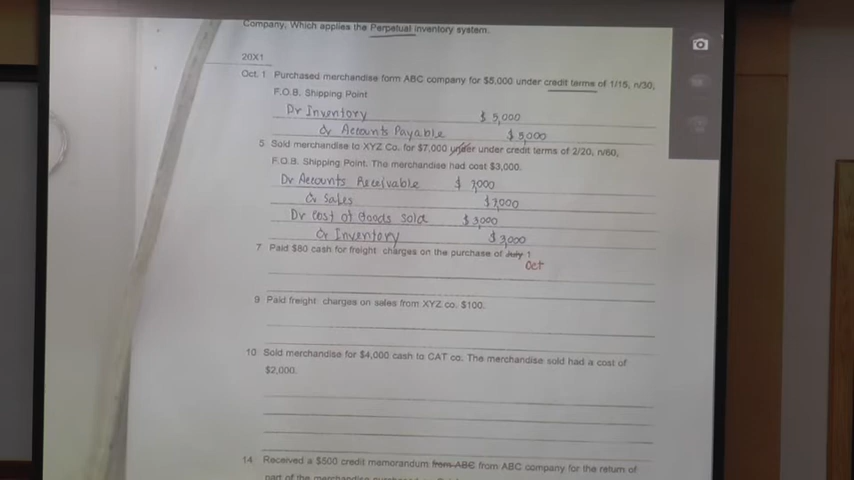 Company, Which applies the Perpetual inventory system.
20X1
Oct. 1 Purchased merchandise form ABC company for $5,000 under credit terms of 1/15, n/30,
F.O.B. Shipping Point
Dr Inventory $ 5,000
Cr Accounts Payable $ 5,000
5 Sold merchandise to XYZ Co. for $7,000 under under credit terms of 2/20, n/60,
F.O.B. Shipping Point. The merchandise had cost $3,000.
Dr Accounts Receivable $ 7,000
Cr Sales $ 7,000
Dr Cost of Goods Sold $ 3,000
Cr Inventory $ 3,000
7 Paid $80 cash for freight charges on the purchase of July 1
Oct
9 Paid freight charges on sales from XYZ co. $100.
10 Sold merchandise for $4,000 cash to CAT co. The merchandise sold had a cost of
$2,000.
14 Received a $500 credit memorandum from ABC from ABC company for the return of
part of the merchandise